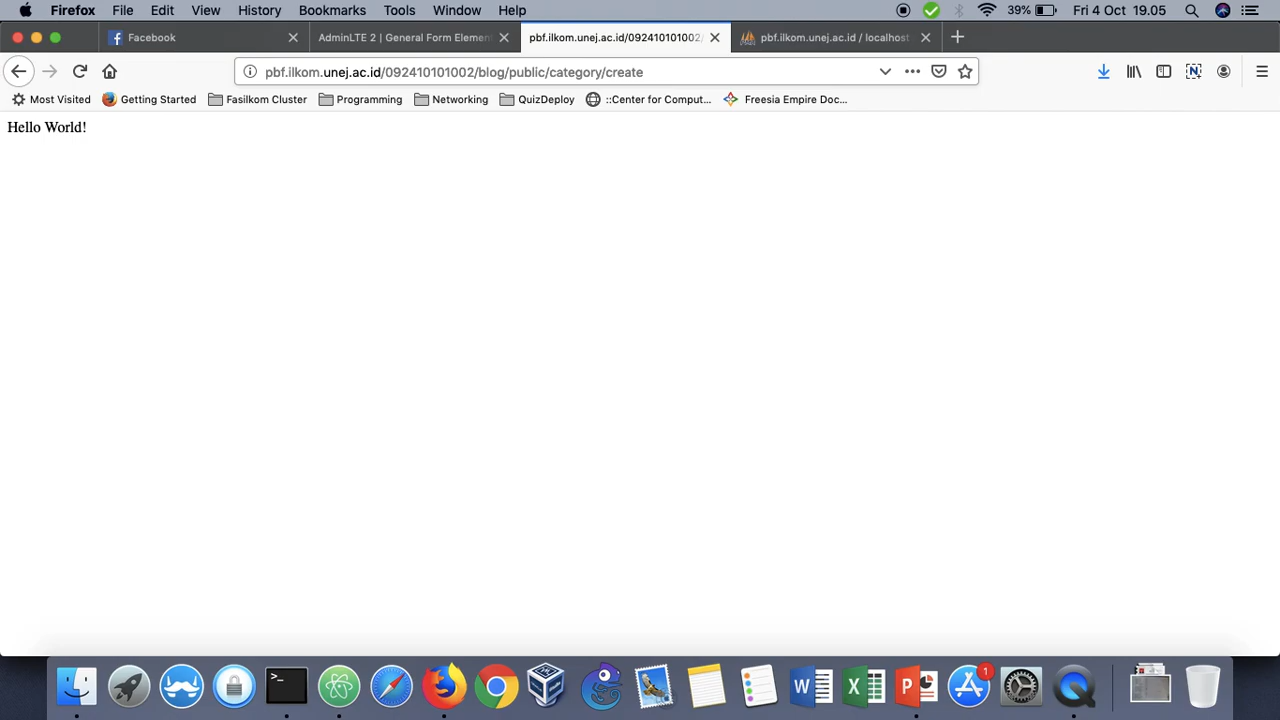 Firefox File Edit View History Bookmarks Tools Window Help 39% Fri 4 Oct 19.05
Facebook AdminLTE 2 | General Form Element pbf.ilkom.unej.ac.id/092410101002/ pbf.ilkom.unej.ac.id / localhost
pbf.ilkom.unej.ac.id/092410101002/blog/public/category/create
Most Visited Getting Started Fasilkom Cluster Programming Networking QuizDeploy ::Center for Comput... Freesia Empire Doc...
Hello World!
>_ W X P 1